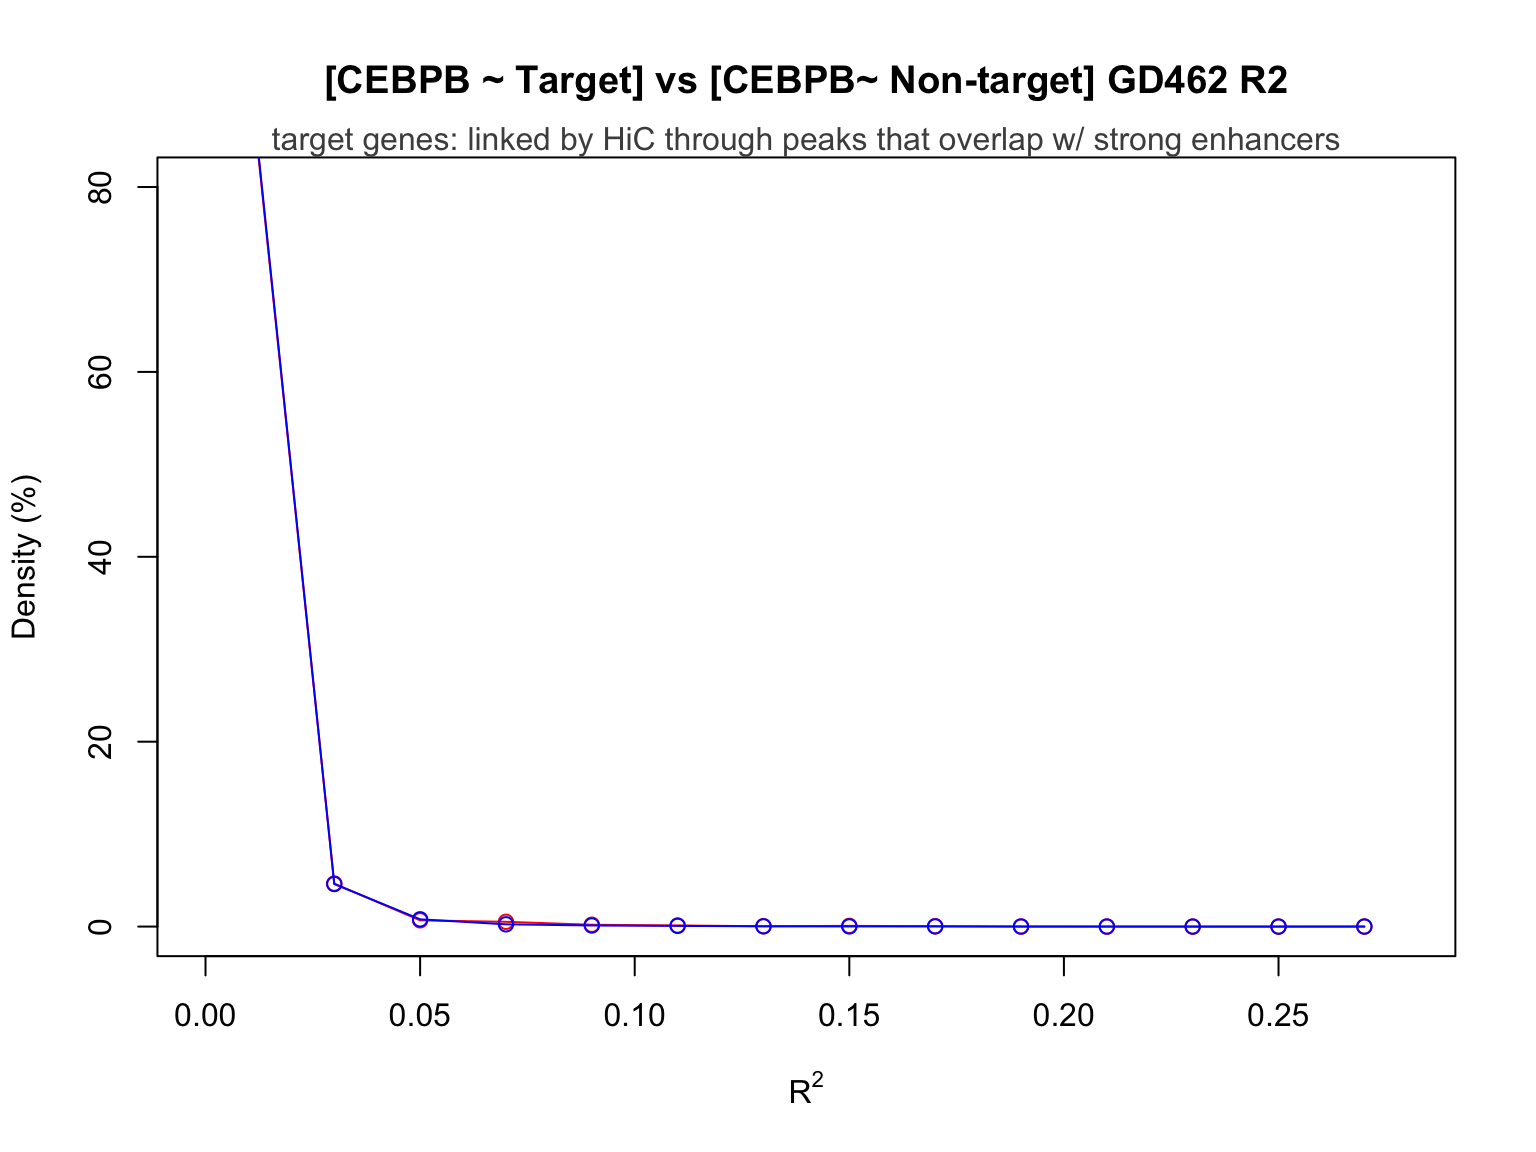 [CEBPB ~ Target] vs [CEBPB~ Non-target] GD462 R2
target genes: linked by HiC through peaks that overlap w/ strong enhancers
80
60
40
20
0
Density (%)
0.00 0.05 0.10 0.15 0.20 0.25
R²